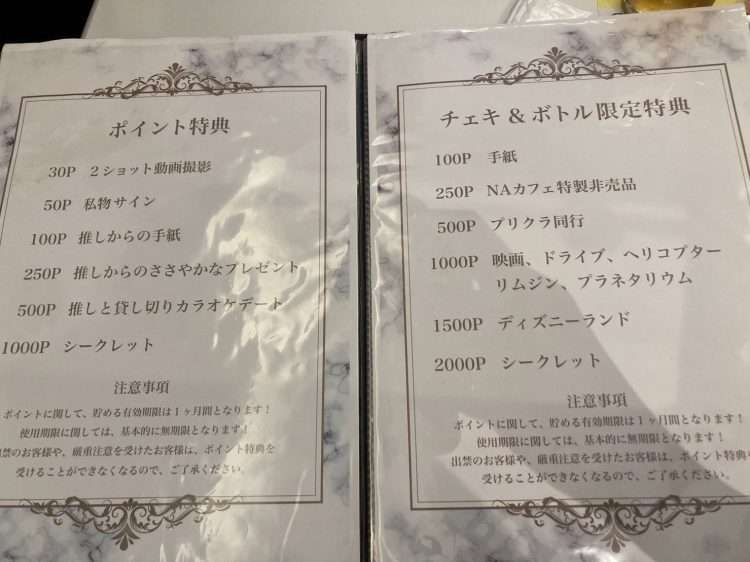 ポイント特典
30P 2ショット動画撮影
50P 私物サイン
100P 推しからの手紙
250P 推しからのささやかなプレゼント
500P 推しと貸し切りカラオケデート
1000P シークレット
注意事項
ポイントに関して、貯める有効期限は1ヶ月間となります!
使用期限に関しては、基本的に無期限となります!
出禁のお客様や、厳重注意を受けたお客様は、ポイント特典を
受けることができなくなるので、ご了承ください。
チェキ&ボトル限定特典
100P 手紙
250P NAカフェ特製非売品
500P プリクラ同行
1000P 映画、ドライブ、ヘリコプター
リムジン、プラネタリウム
1500P ディズニーランド
2000P シークレット
注意事項
ポイントに関して、貯める有効期限は1ヶ月間となります!
使用期限に関しては、基本的に無期限となります!
出禁のお客様や、厳重注意を受けたお客様は、ポイント特典を
受けることができなくなるので、ご了承ください。